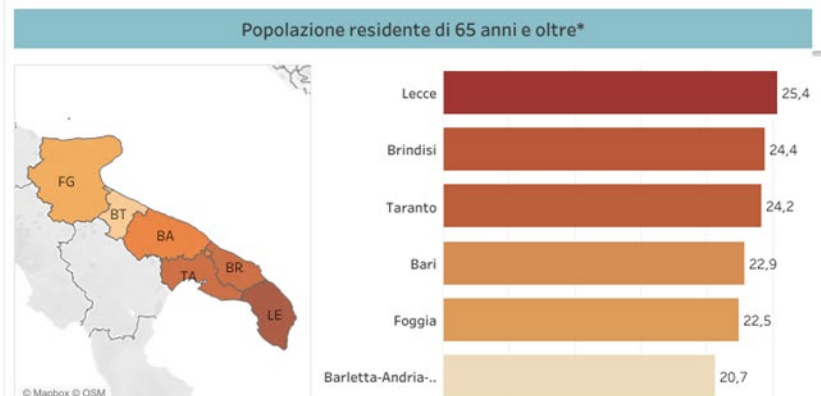 Popolazione residente di 65 anni e oltre*
FG
BT
BA
TA
BR
LE
© Mapbox © OSM
Lecce 25,4
Brindisi 24,4
Taranto 24,2
Bari 22,9
Foggia 22,5
Barletta-Andria-.. 20,7